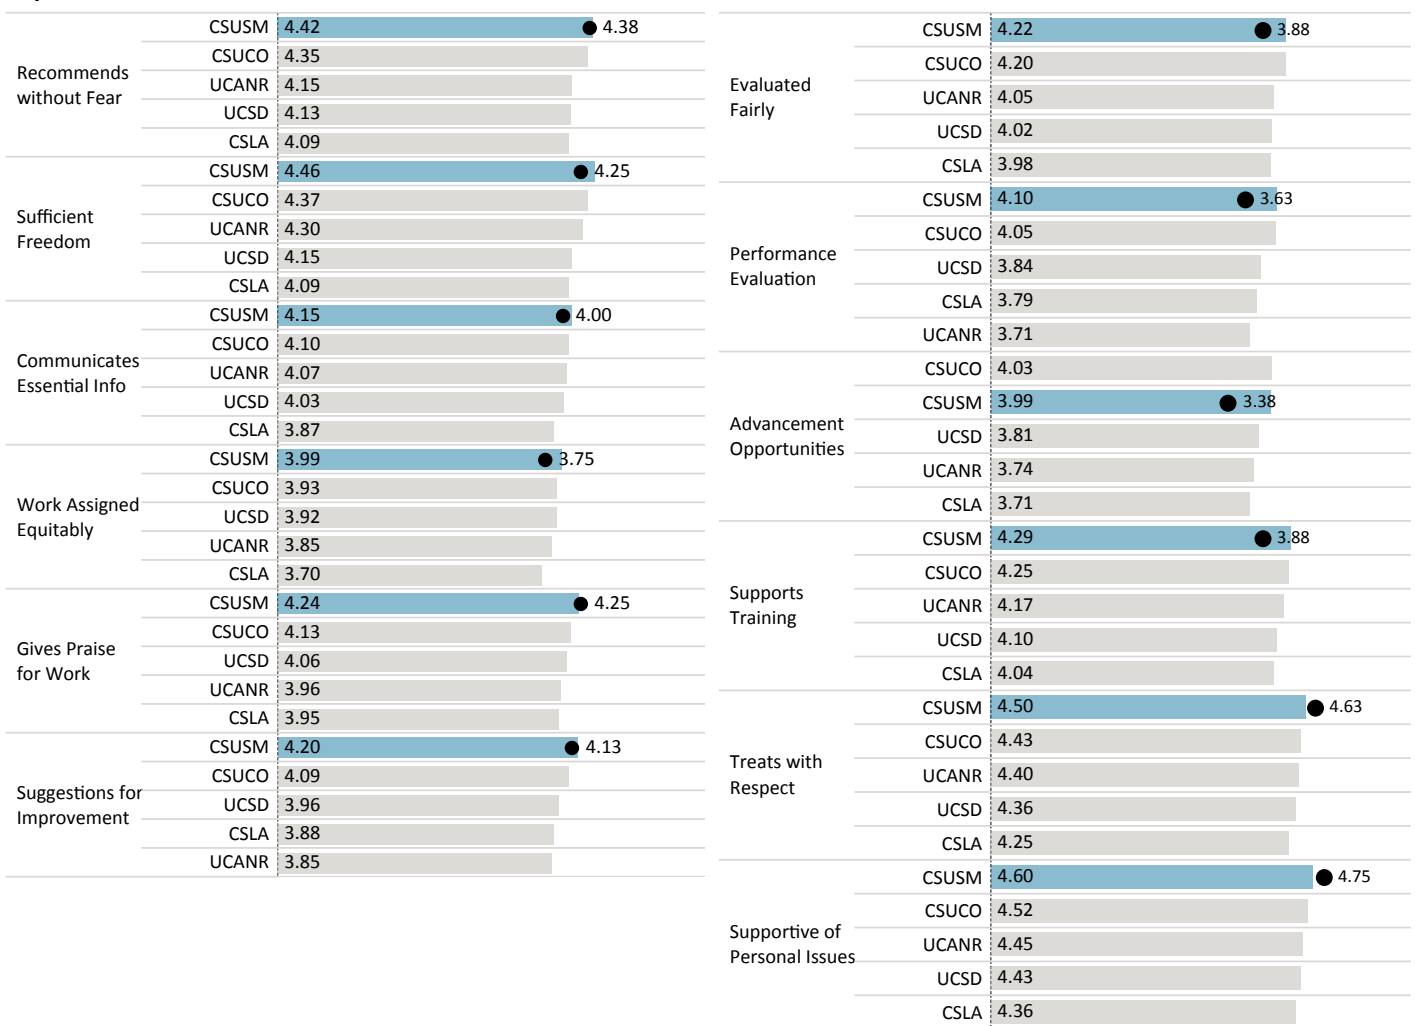 Recommends
without Fear
CSUSM 4.42 4.38
CSUCO 4.35
UCANR 4.15
UCSD 4.13
CSLA 4.09
Sufficient
Freedom
CSUSM 4.46 4.25
CSUCO 4.37
UCANR 4.30
UCSD 4.15
CSLA 4.09
Communicates
Essential Info
CSUSM 4.15 4.00
CSUCO 4.10
UCANR 4.07
UCSD 4.03
CSLA 3.87
Work Assigned
Equitably
CSUSM 3.99 3.75
CSUCO 3.93
UCSD 3.92
UCANR 3.85
CSLA 3.70
Gives Praise
for Work
CSUSM 4.24 4.25
CSUCO 4.13
UCSD 4.06
UCANR 3.96
CSLA 3.95
Suggestions for
Improvement
CSUSM 4.20 4.13
CSUCO 4.09
UCSD 3.96
CSLA 3.88
UCANR 3.85
Evaluated
Fairly
CSUSM 4.22 3.88
CSUCO 4.20
UCANR 4.05
UCSD 4.02
CSLA 3.98
Performance
Evaluation
CSUSM 4.10 3.63
CSUCO 4.05
UCSD 3.84
CSLA 3.79
UCANR 3.71
Advancement
Opportunities
CSUCO 4.03
CSUSM 3.99 3.38
UCSD 3.81
UCANR 3.74
CSLA 3.71
Supports
Training
CSUSM 4.29 3.88
CSUCO 4.25
UCANR 4.17
UCSD 4.10
CSLA 4.04
Treats with
Respect
CSUSM 4.50 4.63
CSUCO 4.43
UCANR 4.40
UCSD 4.36
CSLA 4.25
Supportive of
Personal Issues
CSUSM 4.60 4.75
CSUCO 4.52
UCANR 4.45
UCSD 4.43
CSLA 4.36